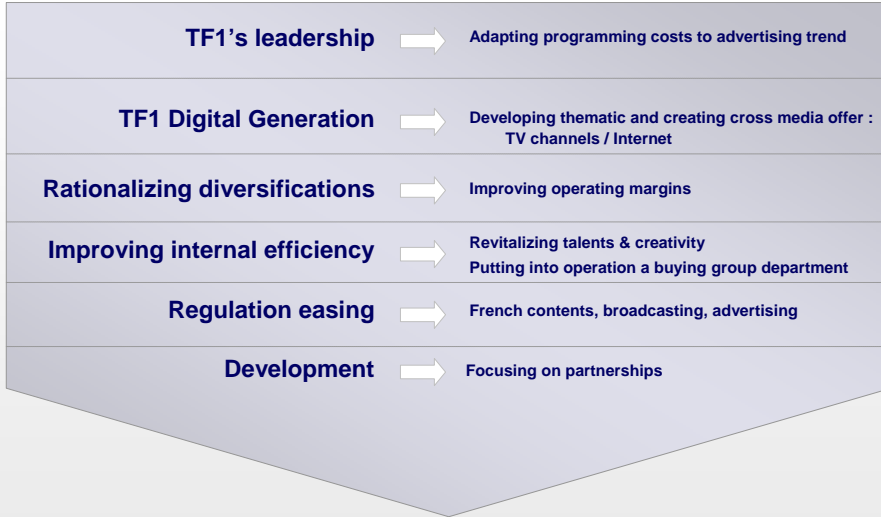 TF1's leadership
Adapting programming costs to advertising trend
TF1 Digital Generation
Developing thematic and creating cross media offer :
TV channels / Internet
Rationalizing diversifications
Improving operating margins
Improving internal efficiency
Revitalizing talents & creativity
Putting into operation a buying group department
Regulation easing
French contents, broadcasting, advertising
Development
Focusing on partnerships